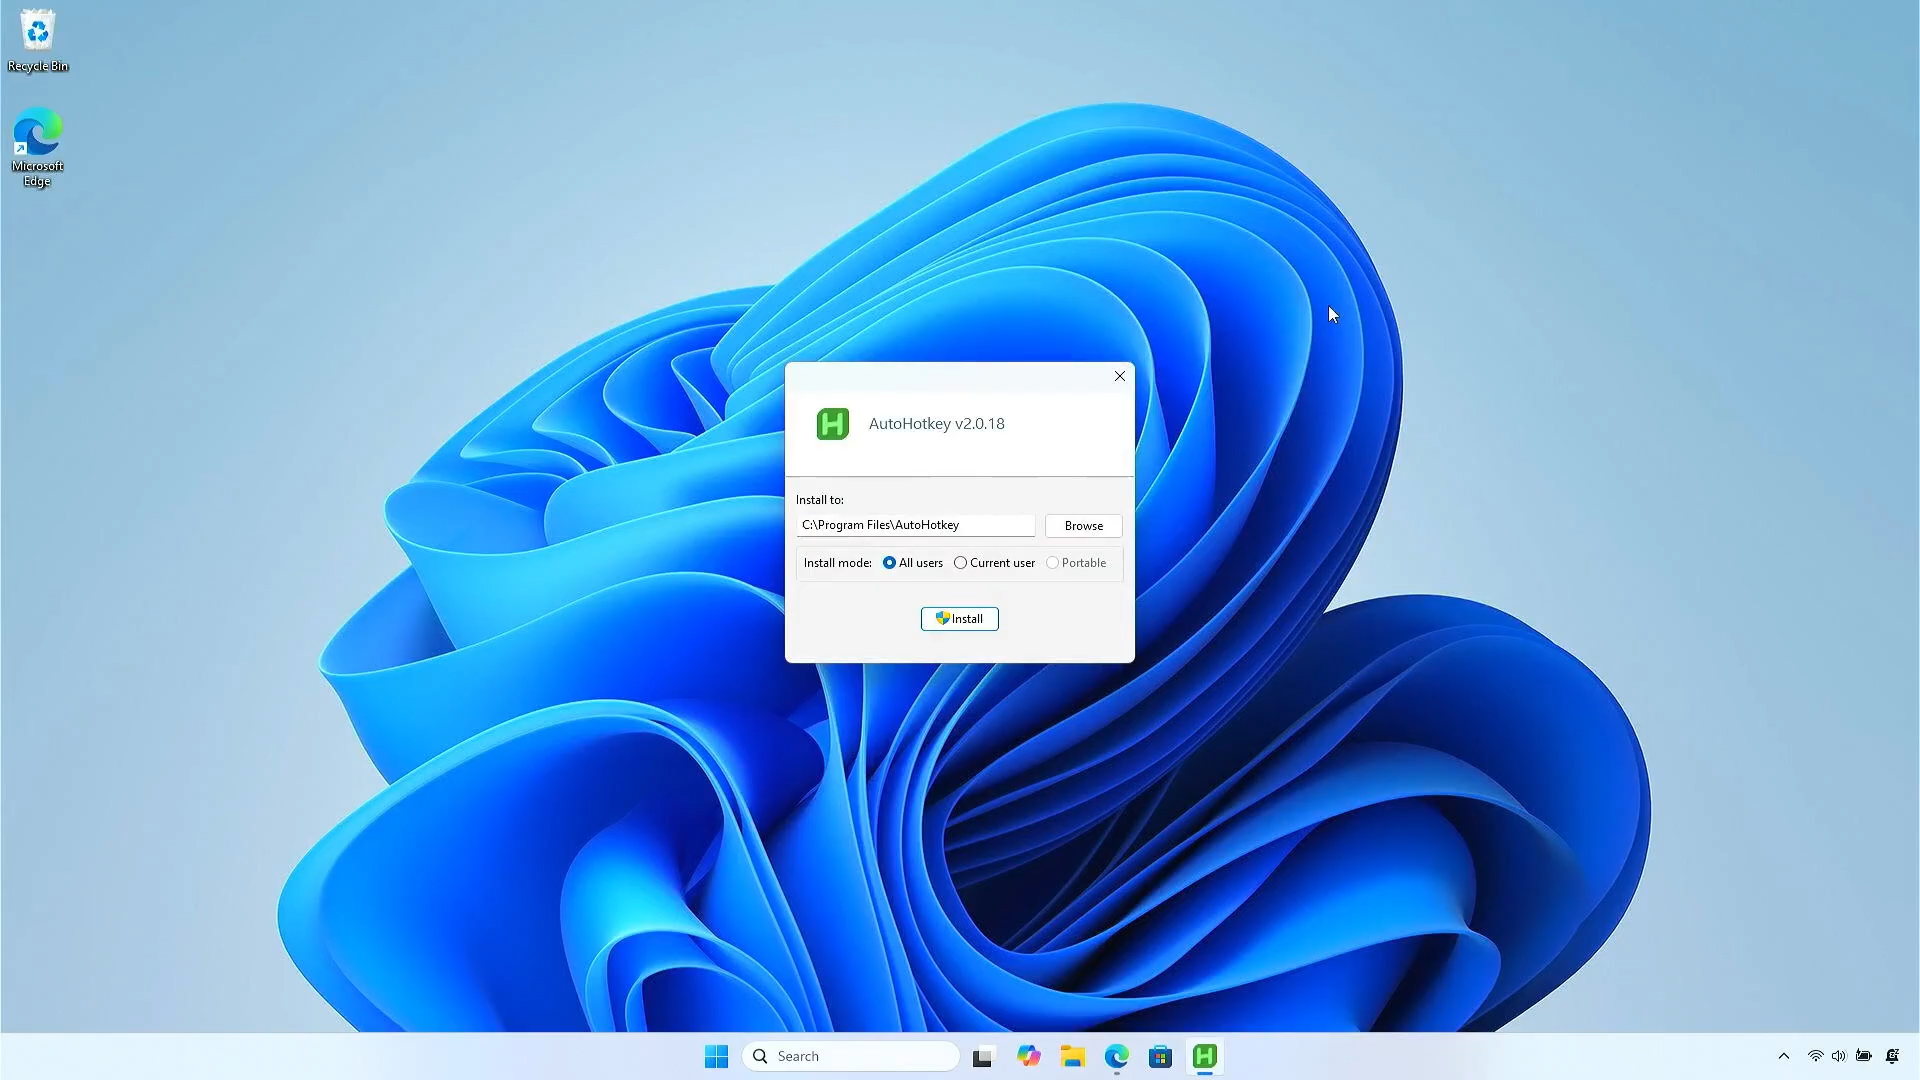 Recycle Bin
Microsoft
Edge
AutoHotkey v2.0.18
Install to:
C:\Program Files\AutoHotkey
Browse
Install mode: All users Current user Portable
Install
Search